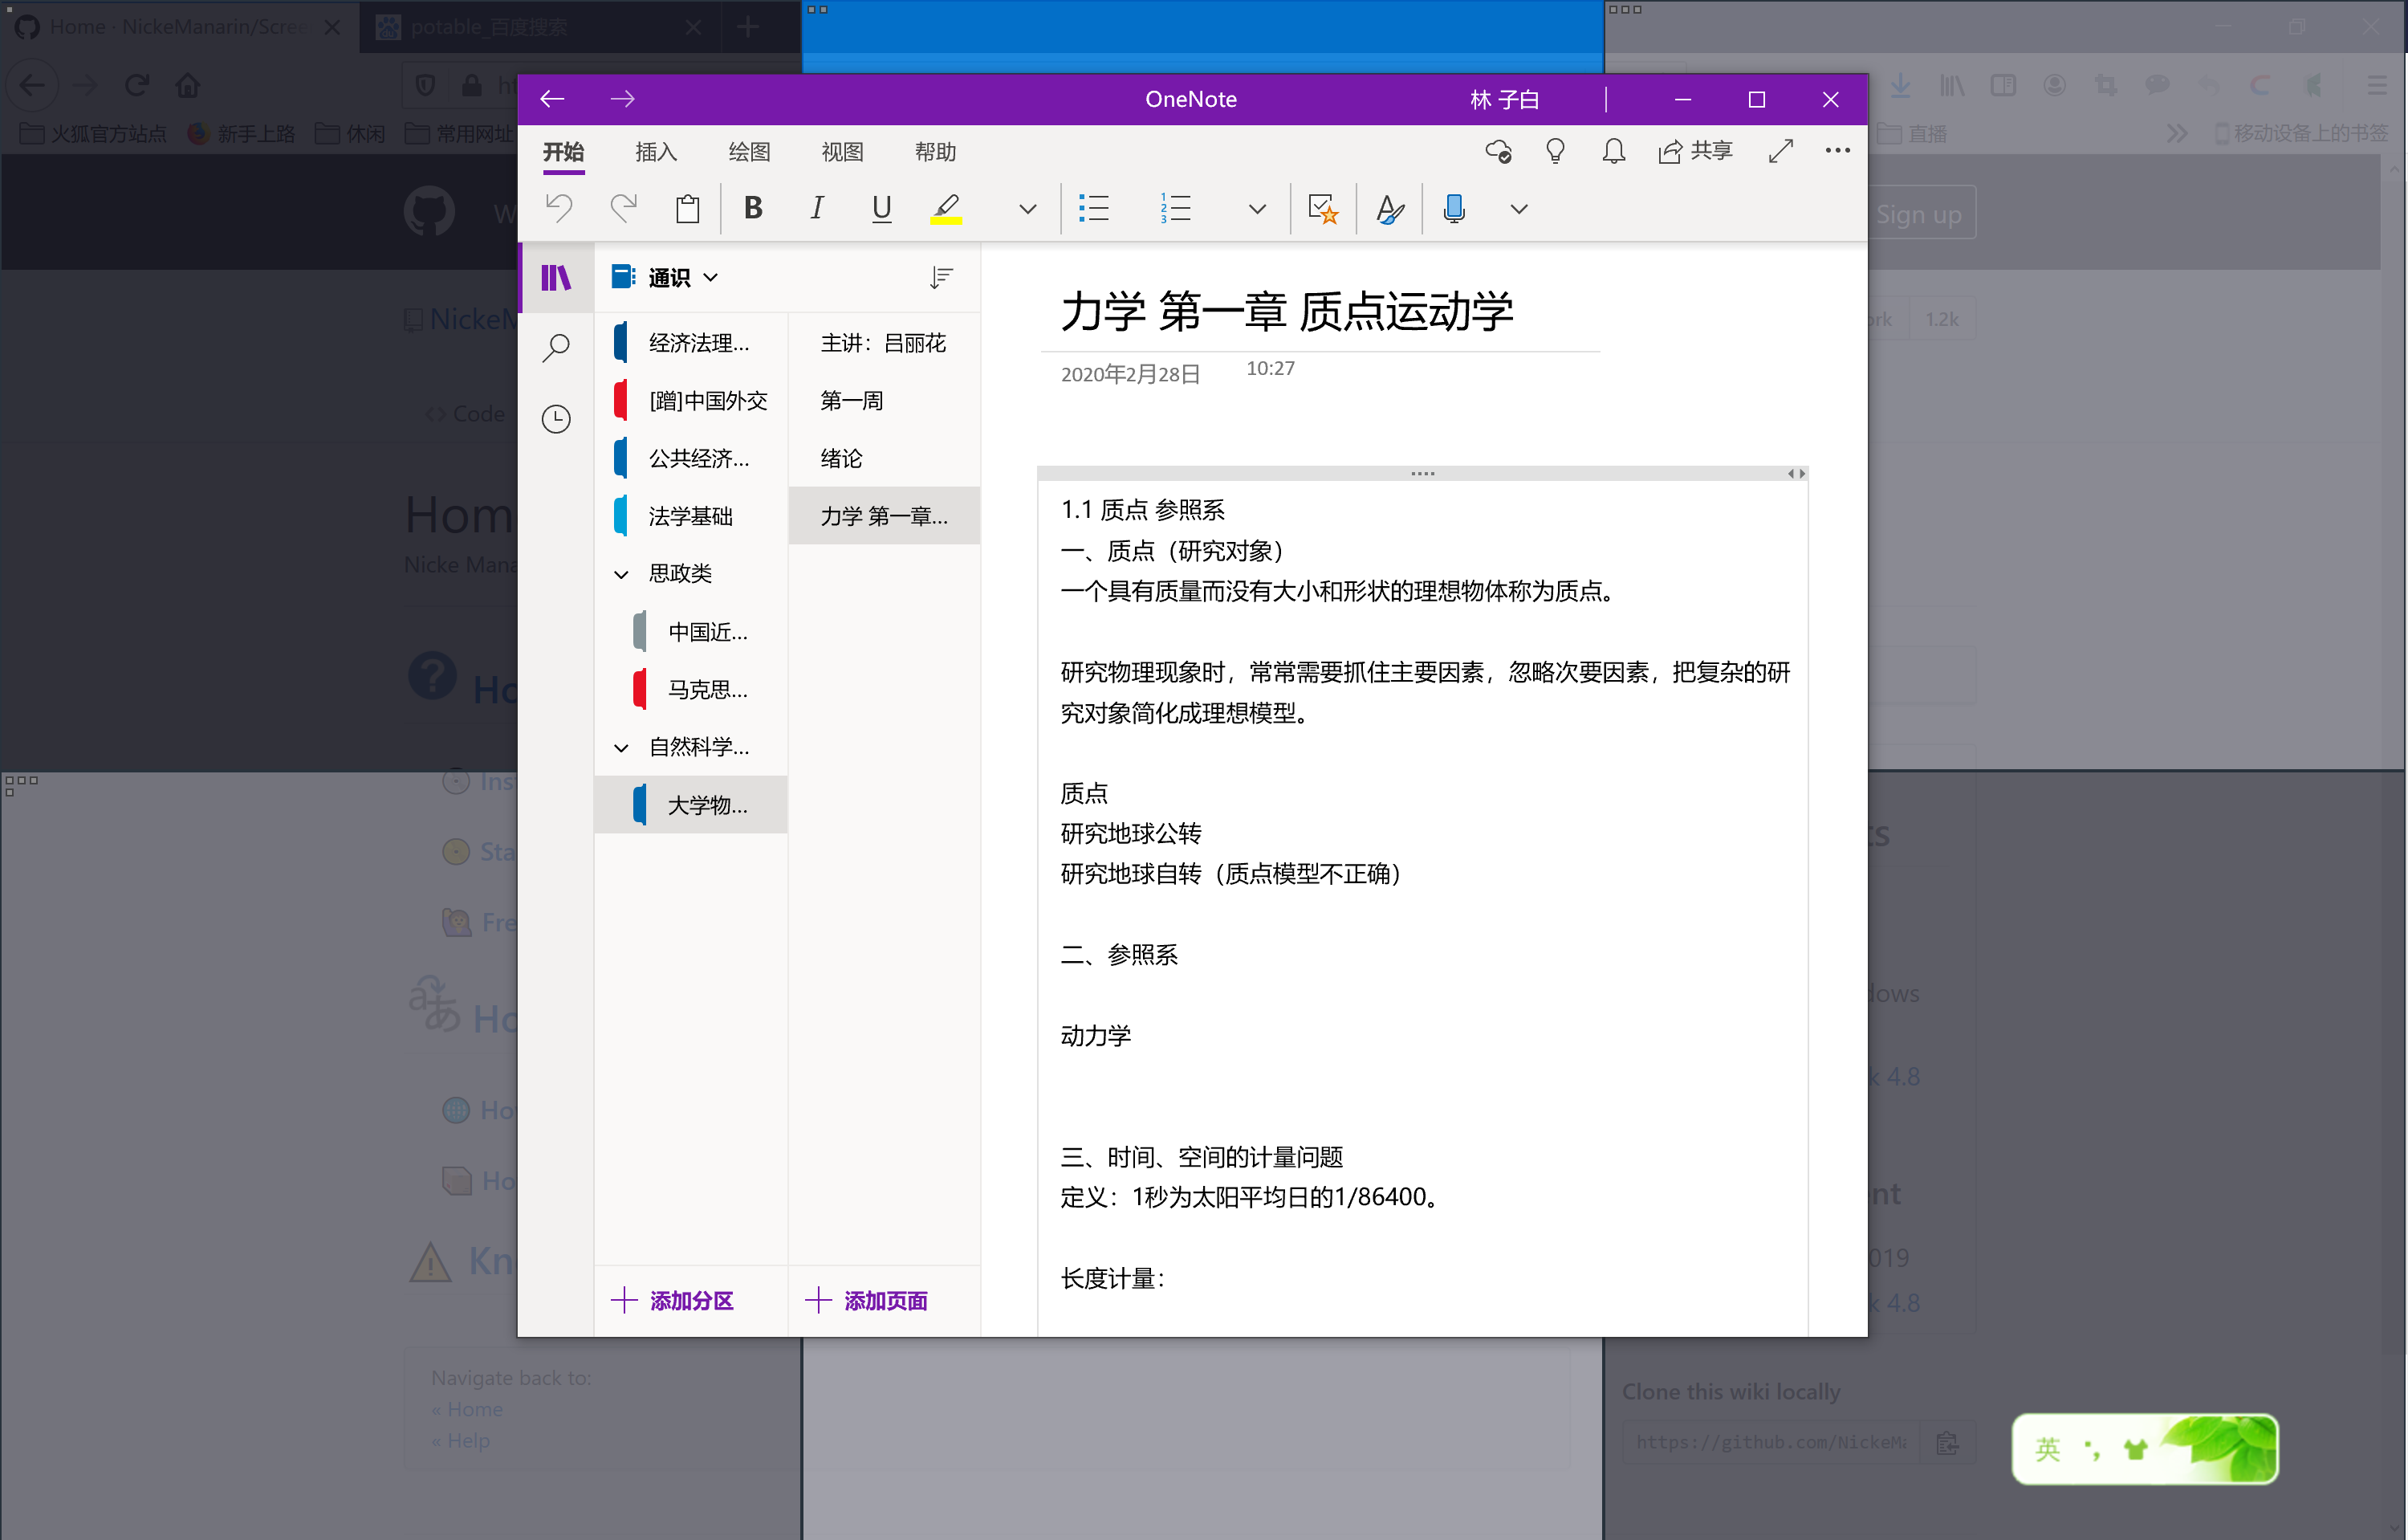 Home · NickeManarin/Scree
potable_百度搜索
火狐官方站点
新手上路
休闲
常用网址
直播
移动设备上的书签
OneNote
林 子白
开始
插入
绘图
视图
帮助
共享
Sign up
通识
经济法理...
[蹭]中国外交
公共经济...
法学基础
思政类
中国近...
马克思...
自然科学...
大学物...
添加分区
主讲：吕丽花
第一周
绪论
力学 第一章...
添加页面
力学 第一章 质点运动学
2020年2月28日
10:27
1.1 质点 参照系
一、质点（研究对象）
一个具有质量而没有大小和形状的理想物体称为质点。
研究物理现象时，常常需要抓住主要因素，忽略次要因素，把复杂的研
究对象简化成理想模型。
质点
研究地球公转
研究地球自转（质点模型不正确）
二、参照系
动力学
三、时间、空间的计量问题
定义：1秒为太阳平均日的1/86400。
长度计量：
NickeM
1.2k
Code
Hom
Nicke Mana
Navigate back to:
« Home
« Help
4.8
019
4.8
Clone this wiki locally
https://github.com/NickeMa
英